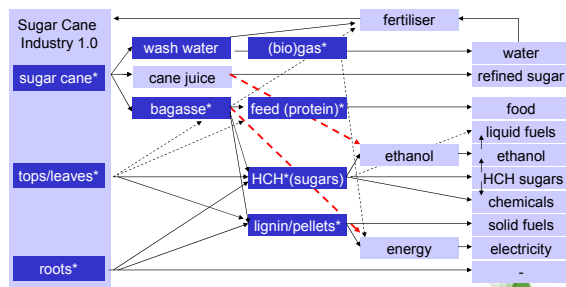 Sugar Cane
Industry 1.0
fertiliser
wash water
(bio)gas*
water
sugar cane*
cane juice
refined sugar
bagasse*
feed (protein)*
food
liquid fuels
ethanol
ethanol
tops/leaves*
HCH*(sugars)
HCH sugars
chemicals
lignin/pellets*
solid fuels
energy
electricity
roots*
-